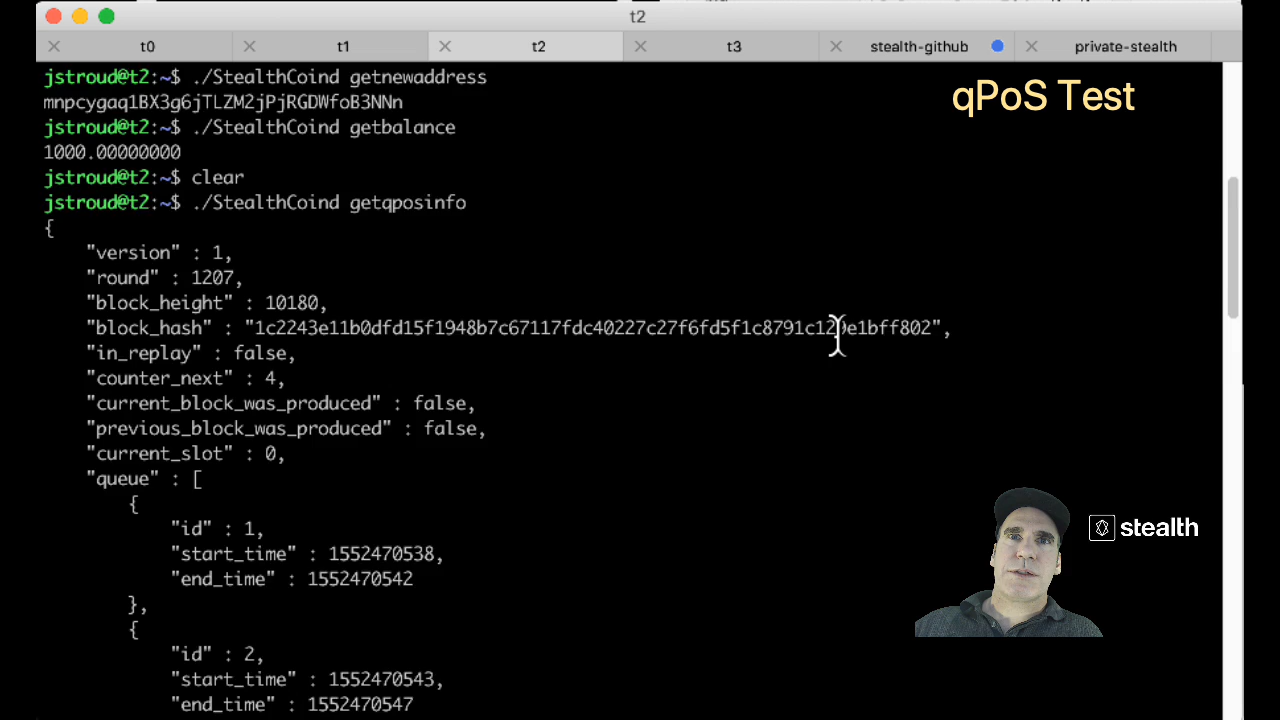 t2
t0
t1
t2
t3
stealth-github
private-stealth
jstroud@t2:~$ ./StealthCoind getnewaddress
mnpcygaq1BX3g6jTLZM2jPjRGDWfoB3NNn
jstroud@t2:~$ ./StealthCoind getbalance
1000.00000000
jstroud@t2:~$ clear
jstroud@t2:~$ ./StealthCoind getqposinfo
{
"version" : 1,
"round" : 1207,
"block_height" : 10180,
"block_hash" :
"in_replay" : false,
"counter_next" : 4,
"current_block_was_produced" : false,
"previous_block_was_produced" : false,
"current_slot" : 0,
"queue" : [
{
"id" : 1,
"start_time" : 1552470538,
"end_time" : 1552470542
},
{
"id" : 2,
"start_time" : 1552470543,
"end_time" : 1552470547
qPoS Test
stealth